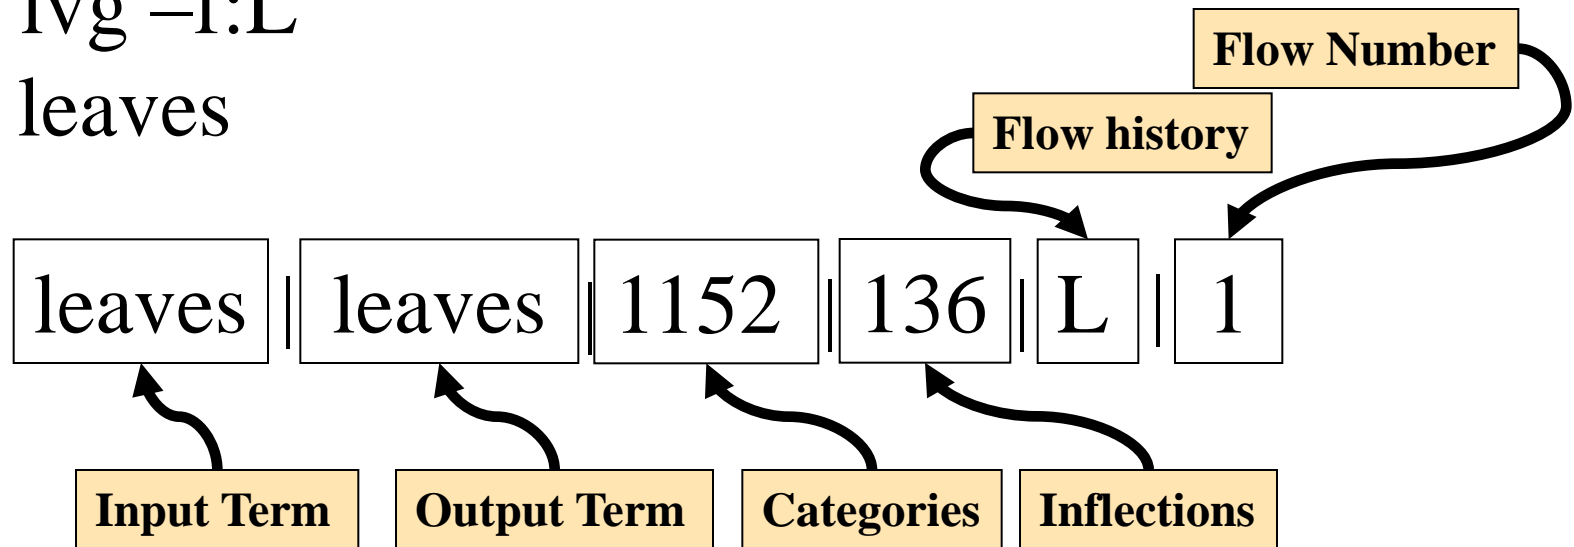 lvg –f:L
leaves
Flow Number
Flow history
leaves | leaves | 1152 | 136 | L | 1
Input Term Output Term Categories Inflections